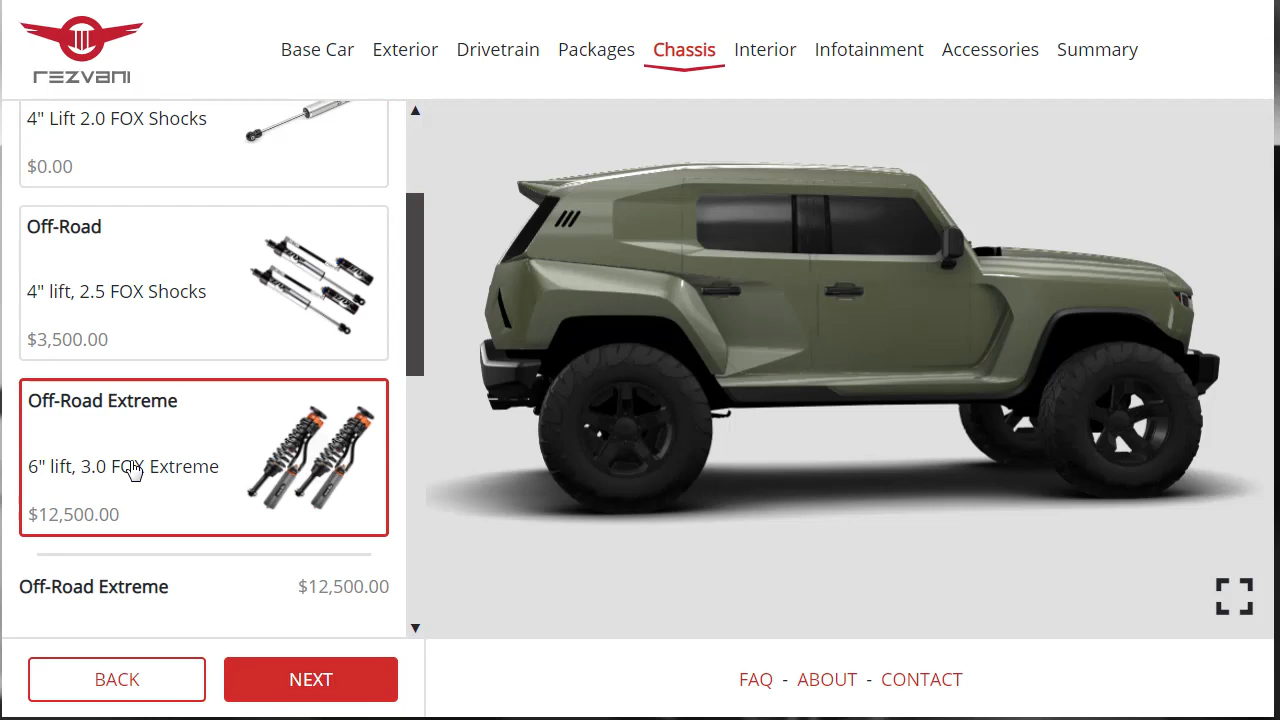 REZVANI
Base Car Exterior Drivetrain Packages Chassis Interior Infotainment Accessories Summary
4" Lift 2.0 FOX Shocks
$0.00
Off-Road
4" lift, 2.5 FOX Shocks
$3,500.00
Off-Road Extreme
6" lift, 3.0 FOX Extreme
$12,500.00
Off-Road Extreme $12,500.00
BACK NEXT
FAQ - ABOUT - CONTACT